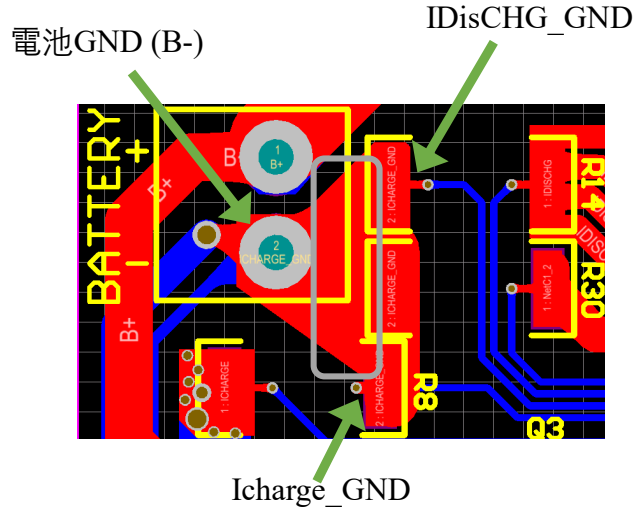 IDisCHG_GND
電池GND (B-)
BATTERY
+
-
1
B+
B+
2
ICHARGE_GND
B+
B+
2 : ICHARGE_GND
2 : ICHARGE_GND
2 : ICHARGE_GND
1 : IDISCHG
R14
1 : NetC1_2
R30
1 : ICHARGE
R8
Q3
Icharge_GND